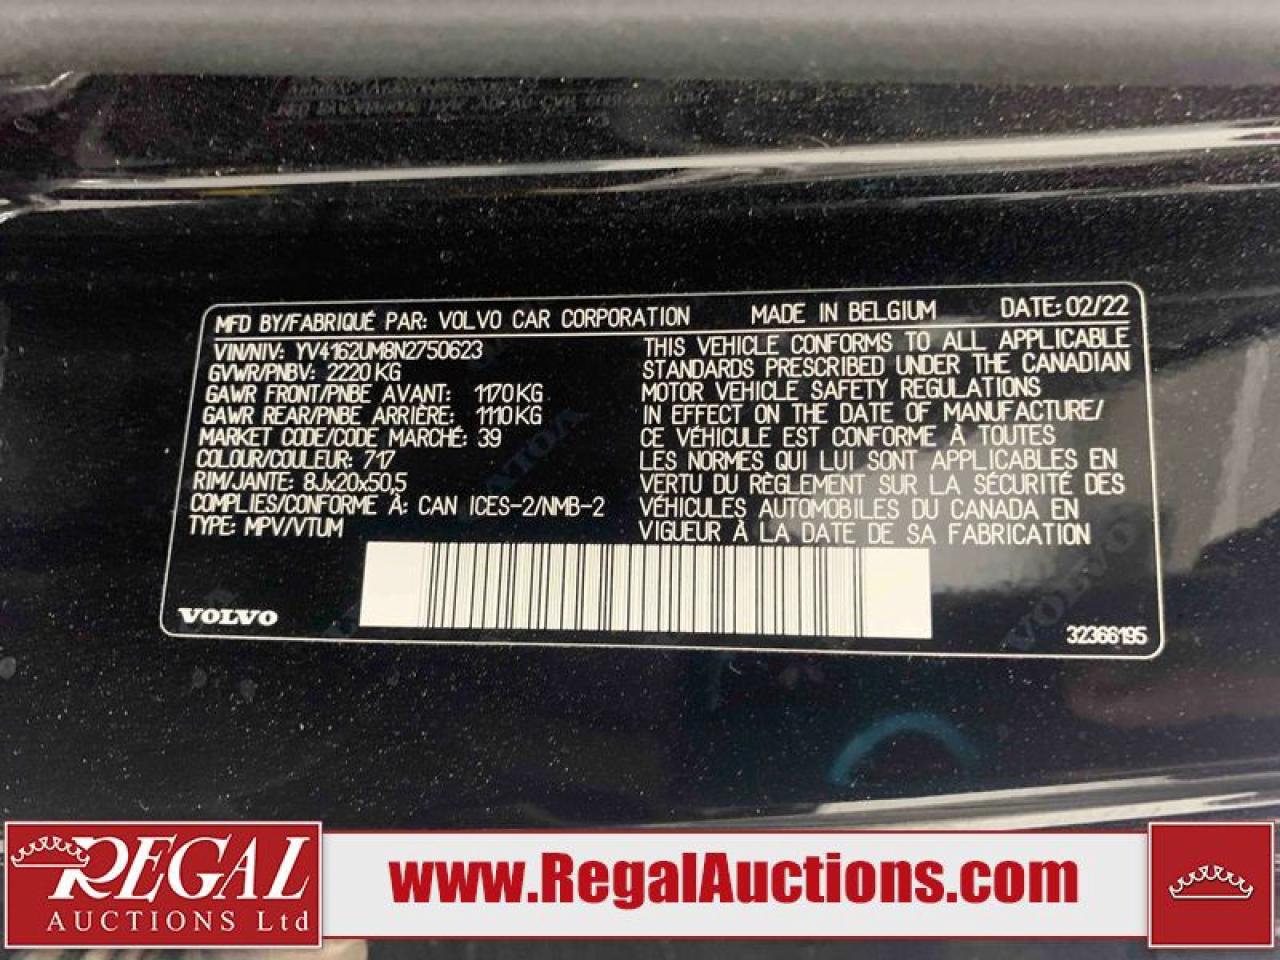 MFD BY/FABRIQUÉ PAR: VOLVO CAR CORPORATION MADE IN BELGIUM DATE: 02/22
VIN/NIV: YV4162UM8N2750623
GVWR/PNBV: 2220 KG
GAWR FRONT/PNBE AVANT: 1170 KG
GAWR REAR/PNBE ARRIÈRE: 1110 KG
MARKET CODE/CODE MARCHÉ: 39
COLOUR/COULEUR: 717
RIM/JANTE: 8Jx20x50,5
COMPLIES/CONFORME À: CAN ICES-2/NMB-2
TYPE: MPV/VTUM
THIS VEHICLE CONFORMS TO ALL APPLICABLE
STANDARDS PRESCRIBED UNDER THE CANADIAN
MOTOR VEHICLE SAFETY REGULATIONS
IN EFFECT ON THE DATE OF MANUFACTURE/
CE VÉHICULE EST CONFORME À TOUTES
LES NORMES QUI LUI SONT APPLICABLES EN
VERTU DU RÈGLEMENT SUR LA SÉCURITÉ DES
VÉHICULES AUTOMOBILES DU CANADA EN
VIGUEUR À LA DATE DE SA FABRICATION
VOLVO
32366195
REGAL
AUCTIONS Ltd
www.RegalAuctions.com